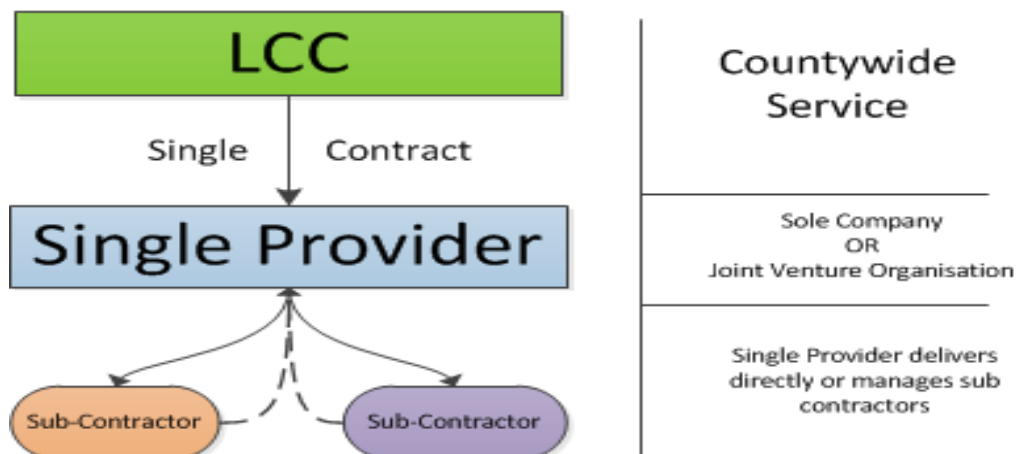 LCC
Countywide
Service
Single Contract
Single Provider
Sole Company
OR
Joint Venture Organisation
Single Provider delivers
directly or manages sub
contractors
Sub-Contractor
Sub-Contractor